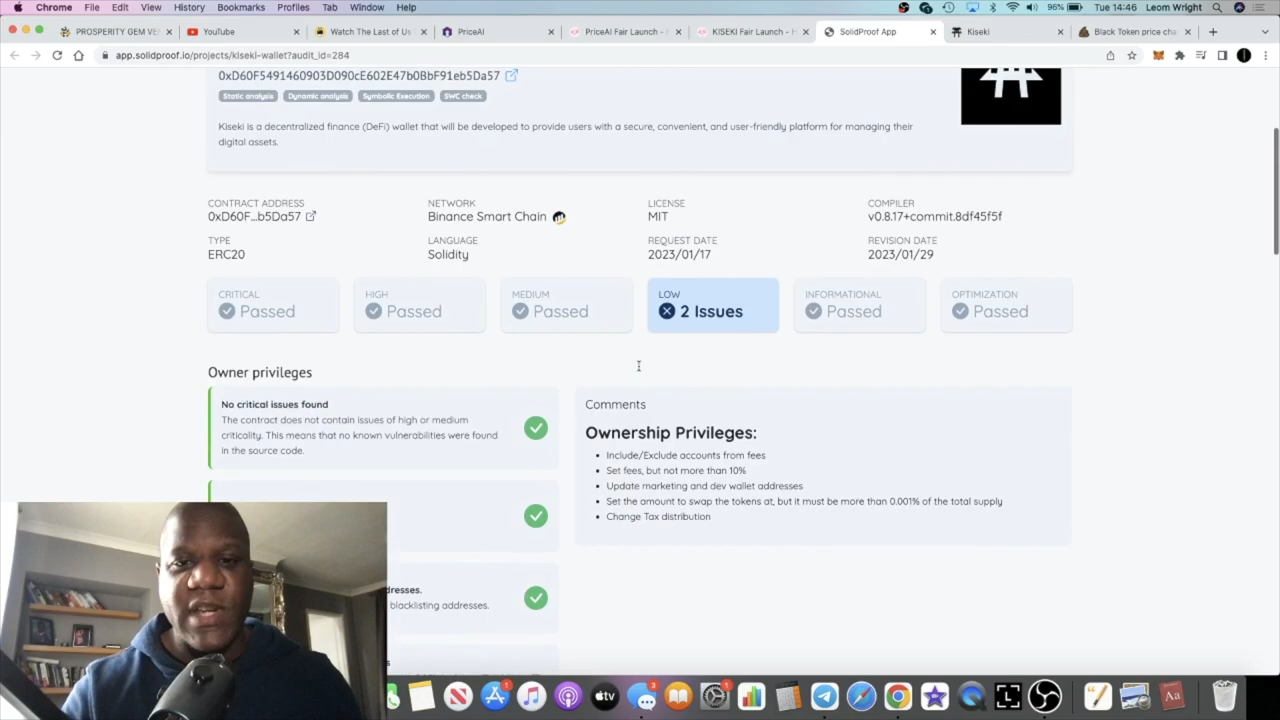 Chrome File Edit View History Bookmarks Profiles Tab Window Help 96% Tue 14:46 Leom Wright
PROSPERITY GEM VE YouTube Watch The Last of Us PriceAI PriceAI Fair Launch - H KISEKI Fair Launch - H SolidProof App Kiseki Black Token price cha
app.solidproof.io/projects/kiseki-wallet?audit_id=284
0xD60F5491460903D090cE602E47b0BbF91eb5Da57
Static analysis Dynamic analysis Symbolic Execution SWC check
Kiseki is a decentralized finance (DeFi) wallet that will be developed to provide users with a secure, convenient, and user-friendly platform for managing their
digital assets.
CONTRACT ADDRESS NETWORK LICENSE COMPILER
0xD60F...b5Da57 Binance Smart Chain MIT v0.8.17+commit.8df45f5f
TYPE LANGUAGE REQUEST DATE REVISION DATE
ERC20 Solidity 2023/01/17 2023/01/29
CRITICAL HIGH MEDIUM LOW INFORMATIONAL OPTIMIZATION
Passed Passed Passed 2 Issues Passed Passed
Owner privileges
No critical issues found
The contract does not contain issues of high or medium
criticality. This means that no known vulnerabilities were found
in the source code.
Comments
Ownership Privileges:
Include/Exclude accounts from fees
Set fees, but not more than 10%
Update marketing and dev wallet addresses
Set the amount to swap the tokens at, but it must be more than 0.001% of the total supply
Change Tax distribution
dresses.
blacklisting addresses.
tv
Aa